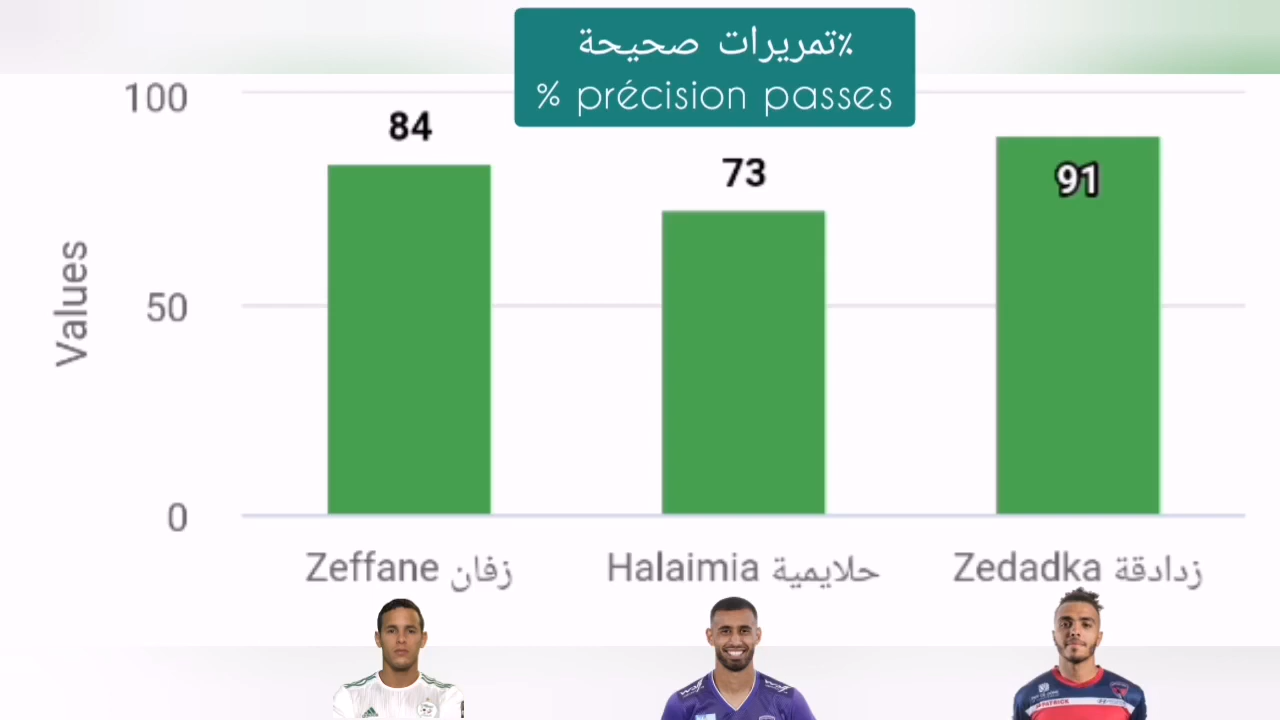 ٪تمريرات صحيحة
% précision passes
100
84
73
91
Values
50
0
Zeffane زفان
Halaimia حلايمية
Zedadka زدادقة